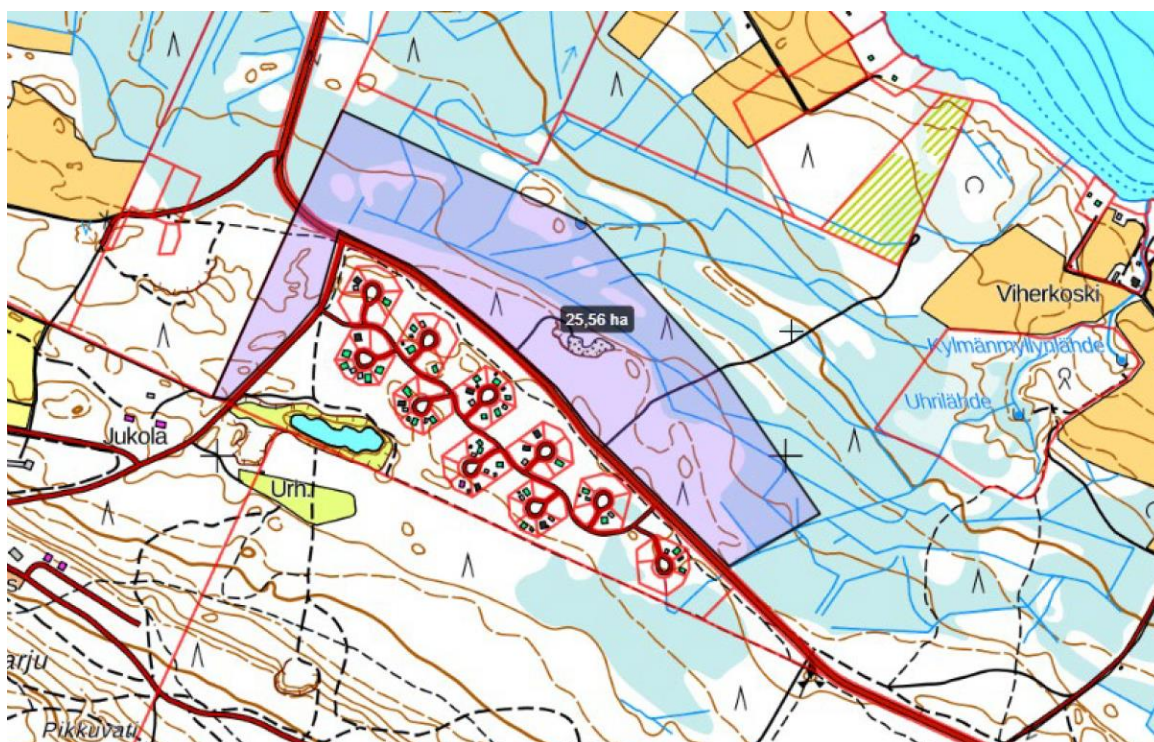 25,56 ha
Viherkoski
Kylmänmyllynlähde
Uhrilähde
Jukola
Urh.
arju
Pikkuvati